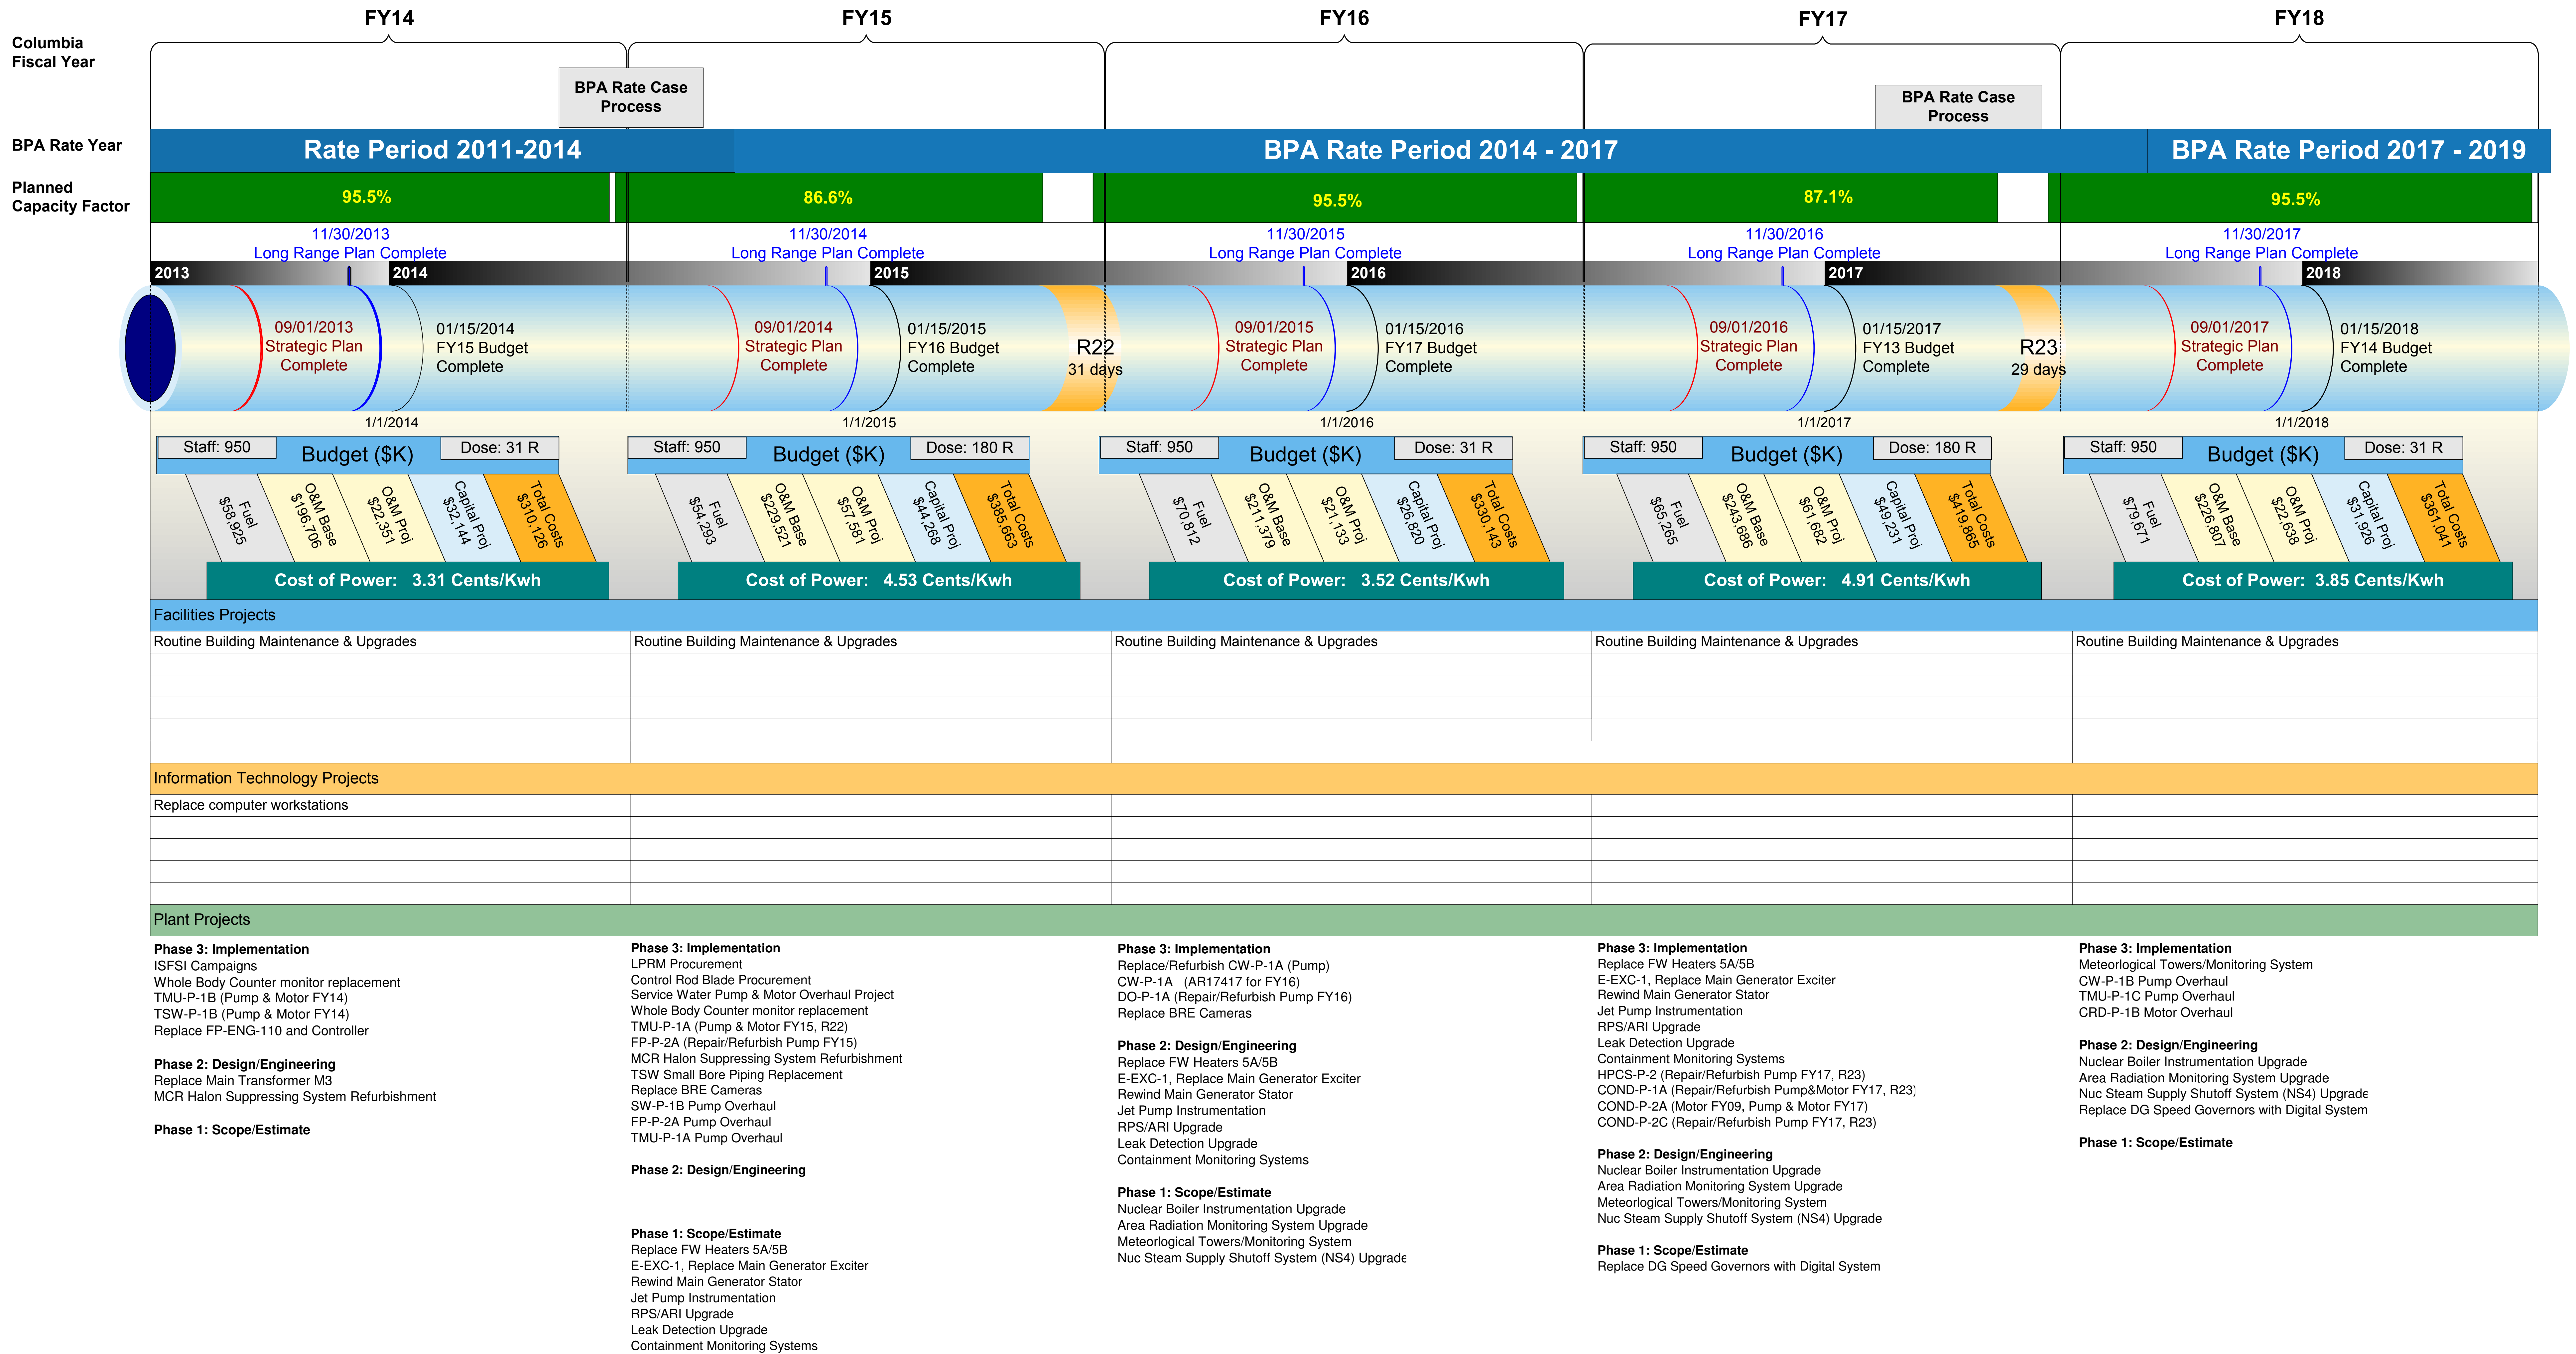 FY14
FY15
FY16
FY17
FY18
Columbia
Fiscal Year
BPA Rate Case
Process
BPA Rate Case
Process
BPA Rate Year
Rate Period 2011-2014
BPA Rate Period 2014 - 2017
BPA Rate Period 2017 - 2019
Planned
Capacity Factor
95.5%
86.6%
95.5%
87.1%
95.5%
11/30/2013
Long Range Plan Complete
11/30/2014
Long Range Plan Complete
11/30/2015
Long Range Plan Complete
11/30/2016
Long Range Plan Complete
11/30/2017
Long Range Plan Complete
2013
2014
2015
2016
2017
2018
09/01/2013
Strategic Plan
Complete
01/15/2014
FY15 Budget
Complete
09/01/2014
Strategic Plan
Complete
01/15/2015
FY16 Budget
Complete
R22
31 days
09/01/2015
Strategic Plan
Complete
01/15/2016
FY17 Budget
Complete
09/01/2016
Strategic Plan
Complete
01/15/2017
FY13 Budget
Complete
R23
29 days
09/01/2017
Strategic Plan
Complete
01/15/2018
FY14 Budget
Complete
1/1/2014
1/1/2015
1/1/2016
1/1/2017
1/1/2018
Staff: 950
Budget ($K)
Dose: 31 R
Fuel
$58,925
O&M Base
$196,706
O&M Proj
$22,351
Capital Proj
$32,144
Total Costs
$310,126
Cost of Power: 3.31 Cents/Kwh
Staff: 950
Budget ($K)
Dose: 180 R
Fuel
$54,293
O&M Base
$229,521
O&M Proj
$57,581
Capital Proj
$44,268
Total Costs
$385,663
Cost of Power: 4.53 Cents/Kwh
Staff: 950
Budget ($K)
Dose: 31 R
Fuel
$70,812
O&M Base
$211,379
O&M Proj
$21,133
Capital Proj
$26,820
Total Costs
$330,143
Cost of Power: 3.52 Cents/Kwh
Staff: 950
Budget ($K)
Dose: 180 R
Fuel
$65,265
O&M Base
$243,686
O&M Proj
$61,682
Capital Proj
$49,231
Total Costs
$419,865
Cost of Power: 4.91 Cents/Kwh
Staff: 950
Budget ($K)
Dose: 31 R
Fuel
$79,671
O&M Base
$226,807
O&M Proj
$22,638
Capital Proj
$31,926
Total Costs
$361,041
Cost of Power: 3.85 Cents/Kwh
Facilities Projects
Routine Building Maintenance & Upgrades
Routine Building Maintenance & Upgrades
Routine Building Maintenance & Upgrades
Routine Building Maintenance & Upgrades
Routine Building Maintenance & Upgrades
Information Technology Projects
Replace computer workstations
Plant Projects
Phase 3: Implementation
ISFSI Campaigns
Whole Body Counter monitor replacement
TMU-P-1B (Pump & Motor FY14)
TSW-P-1B (Pump & Motor FY14)
Replace FP-ENG-110 and Controller
Phase 2: Design/Engineering
Replace Main Transformer M3
MCR Halon Suppressing System Refurbishment
Phase 1: Scope/Estimate
Phase 3: Implementation
LPRM Procurement
Control Rod Blade Procurement
Service Water Pump & Motor Overhaul Project
Whole Body Counter monitor replacement
TMU-P-1A (Pump & Motor FY15, R22)
FP-P-2A (Repair/Refurbish Pump FY15)
MCR Halon Suppressing System Refurbishment
TSW Small Bore Piping Replacement
Replace BRE Cameras
SW-P-1B Pump Overhaul
FP-P-2A Pump Overhaul
TMU-P-1A Pump Overhaul
Phase 2: Design/Engineering
Phase 1: Scope/Estimate
Replace FW Heaters 5A/5B
E-EXC-1, Replace Main Generator Exciter
Rewind Main Generator Stator
Jet Pump Instrumentation
RPS/ARI Upgrade
Leak Detection Upgrade
Containment Monitoring Systems
Phase 3: Implementation
Replace/Refurbish CW-P-1A (Pump)
CW-P-1A (AR17417 for FY16)
DO-P-1A (Repair/Refurbish Pump FY16)
Replace BRE Cameras
Phase 2: Design/Engineering
Replace FW Heaters 5A/5B
E-EXC-1, Replace Main Generator Exciter
Rewind Main Generator Stator
Jet Pump Instrumentation
RPS/ARI Upgrade
Leak Detection Upgrade
Containment Monitoring Systems
Phase 1: Scope/Estimate
Nuclear Boiler Instrumentation Upgrade
Area Radiation Monitoring System Upgrade
Meteorlogical Towers/Monitoring System
Nuc Steam Supply Shutoff System (NS4) Upgrade
Phase 3: Implementation
Replace FW Heaters 5A/5B
E-EXC-1, Replace Main Generator Exciter
Rewind Main Generator Stator
Jet Pump Instrumentation
RPS/ARI Upgrade
Leak Detection Upgrade
Containment Monitoring Systems
HPCS-P-2 (Repair/Refurbish Pump FY17, R23)
COND-P-1A (Repair/Refurbish Pump&Motor FY17, R23)
COND-P-2A (Motor FY09, Pump & Motor FY17)
COND-P-2C (Repair/Refurbish Pump FY17, R23)
Phase 2: Design/Engineering
Nuclear Boiler Instrumentation Upgrade
Area Radiation Monitoring System Upgrade
Meteorlogical Towers/Monitoring System
Nuc Steam Supply Shutoff System (NS4) Upgrade
Phase 1: Scope/Estimate
Replace DG Speed Governors with Digital System
Phase 3: Implementation
Meteorlogical Towers/Monitoring System
CW-P-1B Pump Overhaul
TMU-P-1C Pump Overhaul
CRD-P-1B Motor Overhaul
Phase 2: Design/Engineering
Nuclear Boiler Instrumentation Upgrade
Area Radiation Monitoring System Upgrade
Nuc Steam Supply Shutoff System (NS4) Upgrade
Replace DG Speed Governors with Digital System
Phase 1: Scope/Estimate